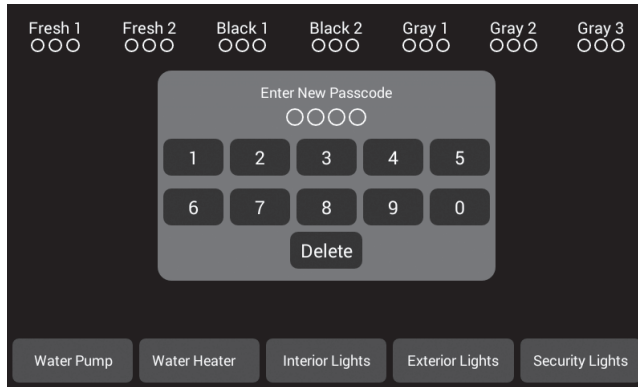 Fresh 1 Fresh 2 Black 1 Black 2 Gray 1 Gray 2 Gray 3
Enter New Passcode
1 2 3 4 5
6 7 8 9 0
Delete
Water Pump Water Heater Interior Lights Exterior Lights Security Lights